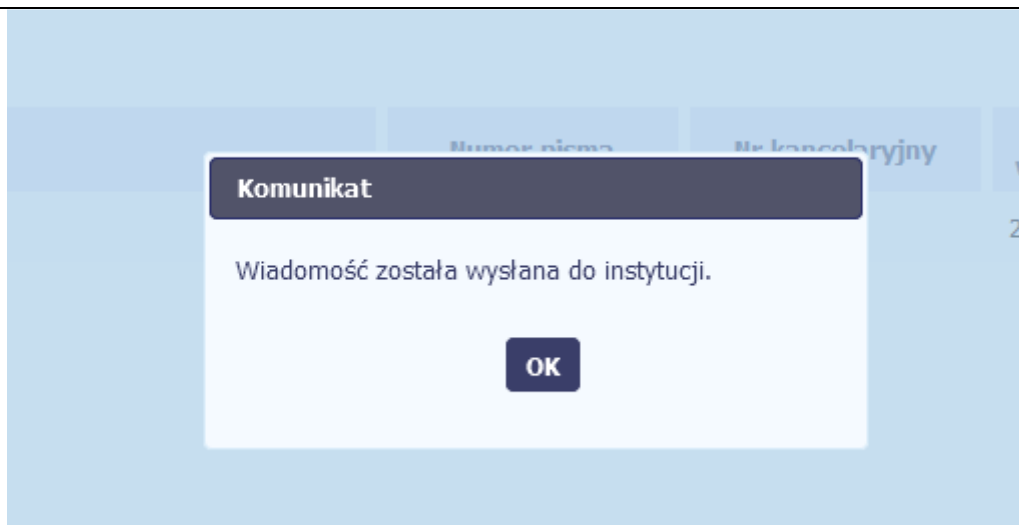 Numer pisma
Nr kancelaryjny
Komunikat
Wiadomość została wysłana do instytucji.
OK